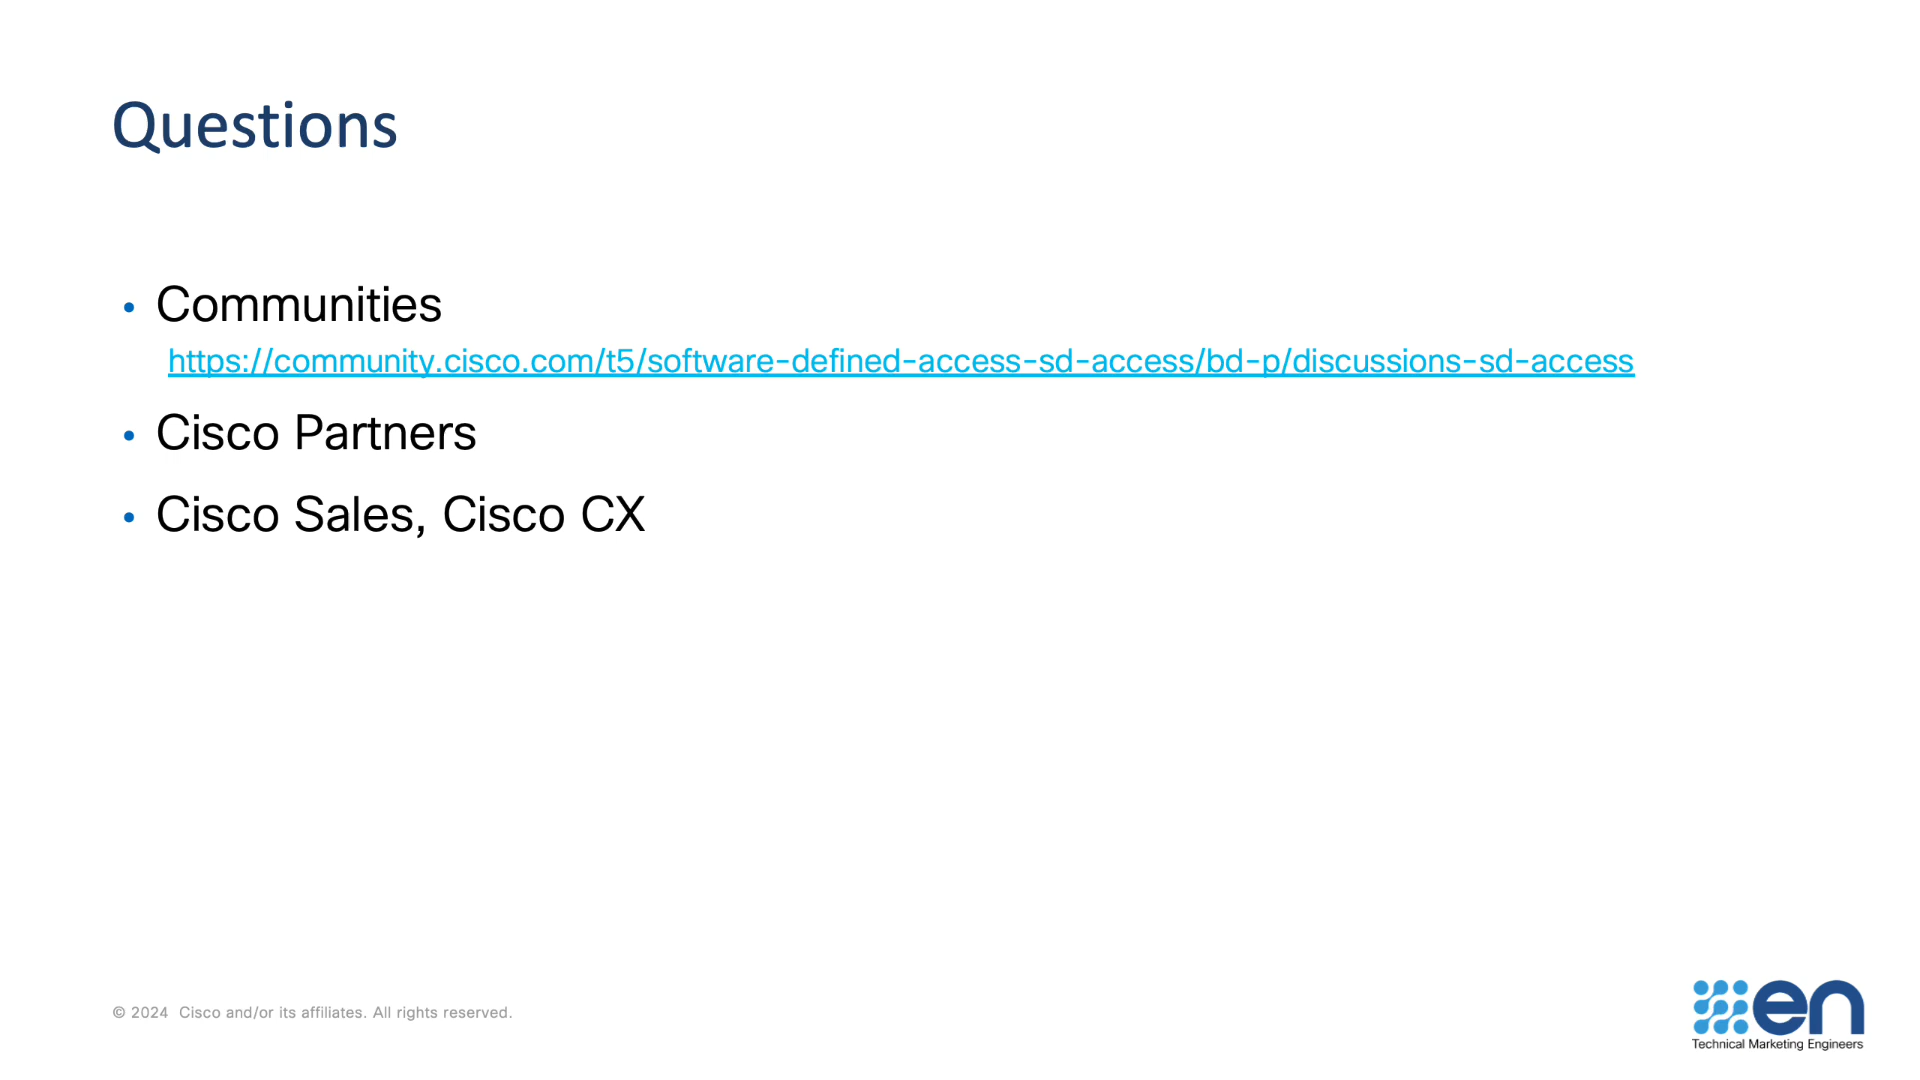 Questions
• Communities
https://community.cisco.com/t5/software-defined-access-sd-access/bd-p/discussions-sd-access
• Cisco Partners
• Cisco Sales, Cisco CX
© 2024 Cisco and/or its affiliates. All rights reserved.
en
Technical Marketing Engineers